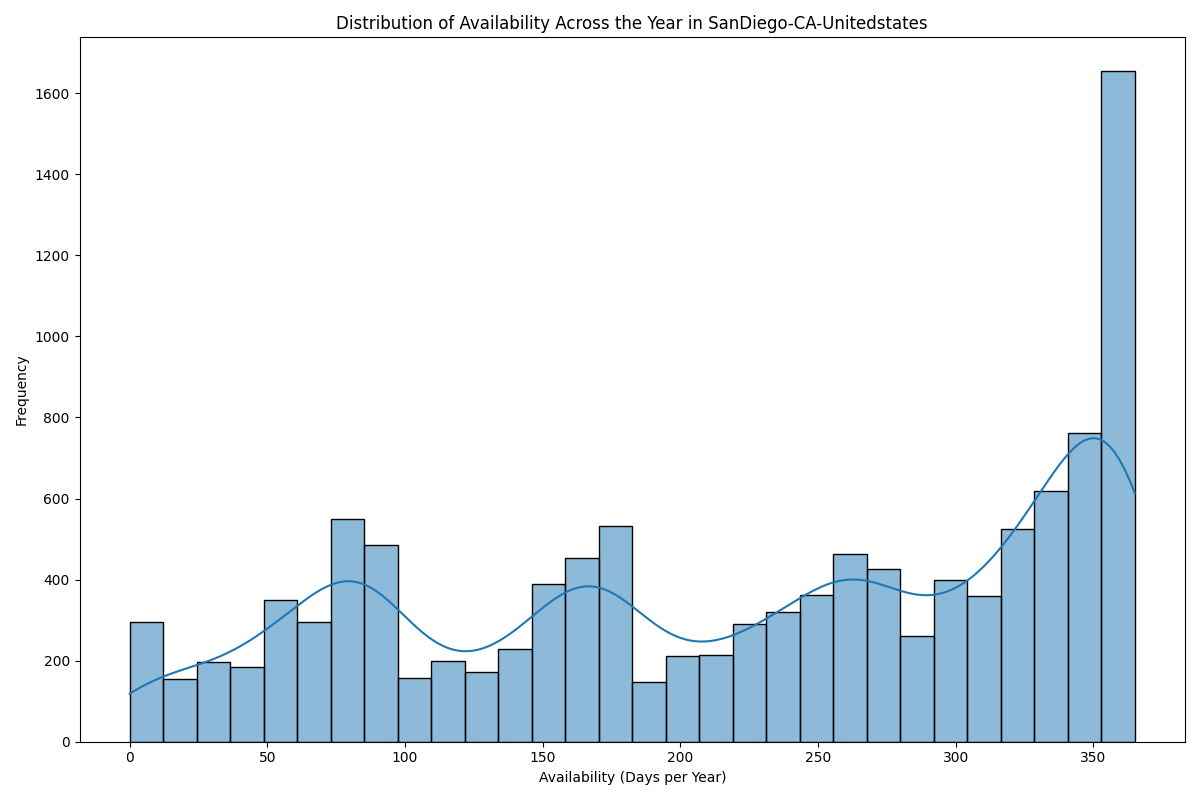 Distribution of Availability Across the Year in SanDiego-CA-Unitedstates
Frequency
1600
1400
1200
1000
800
600
400
200
0
0 50 100 150 200 250 300 350
Availability (Days per Year)